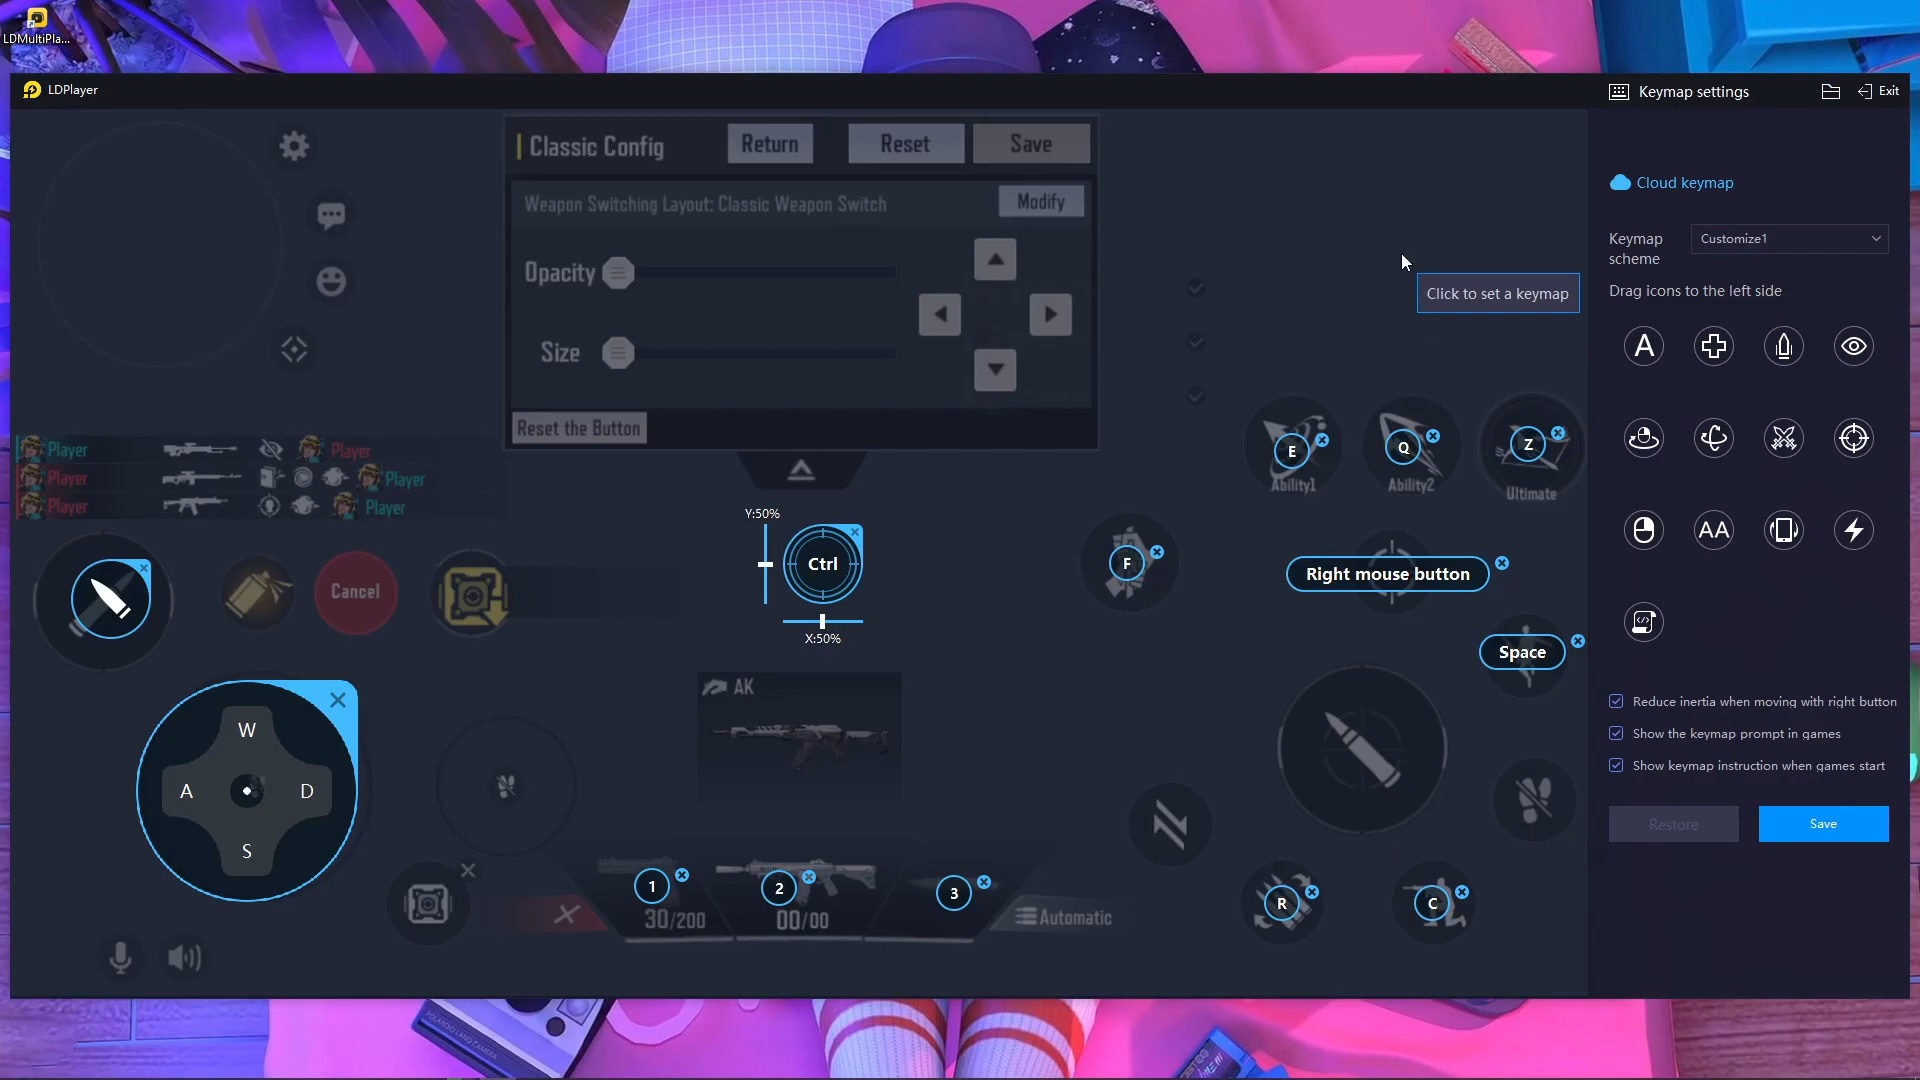 LDMultiPla...
LDPlayer
Keymap settings
Exit
Classic Config
Return
Reset
Save
Weapon Switching Layout: Classic Weapon Switch
Modify
Opacity
Size
Reset the Button
Cloud keymap
Keymap scheme
Customize1
Click to set a keymap
Drag icons to the left side
A
AA
Player
Player
Player
Player
Player
Player
E
Ability1
Q
Ability2
Z
Ultimate
Y:50%
Ctrl
X:50%
F
Right mouse button
Cancel
Space
AK
W
A
D
S
1
30/200
2
00/00
3
Automatic
R
C
Reduce inertia when moving with right button
Show the keymap prompt in games
Show keymap instruction when games start
Restore
Save
POLAROID LAND CAMERA